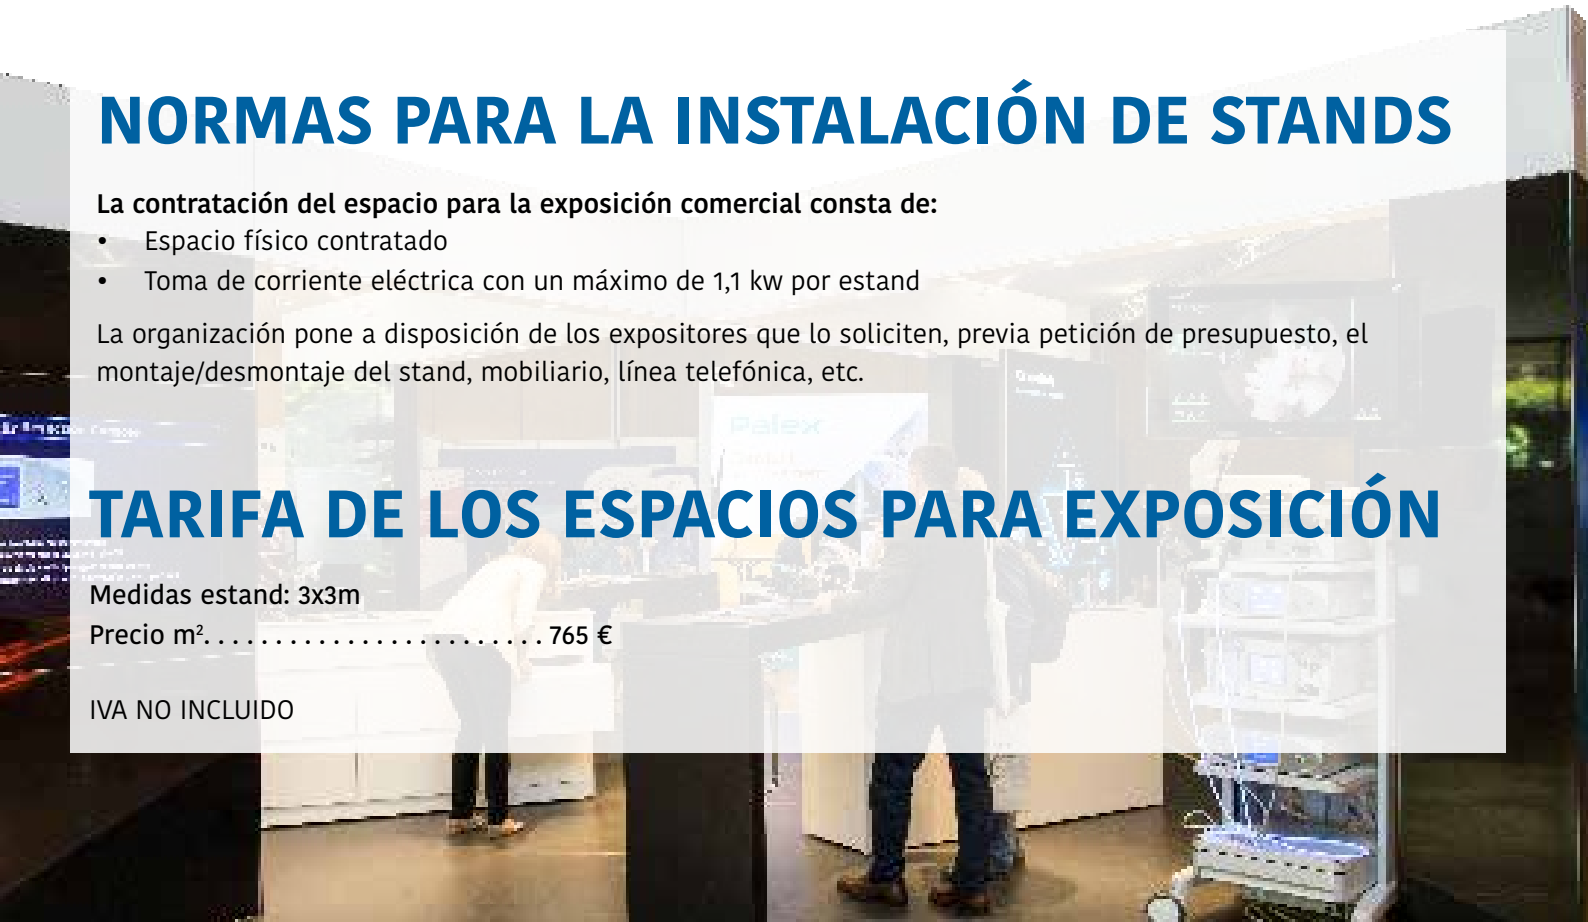 NORMAS PARA LA INSTALACIÓN DE STANDS
La contratación del espacio para la exposición comercial consta de:
• Espacio físico contratado
• Toma de corriente eléctrica con un máximo de 1,1 kw por estand
La organización pone a disposición de los expositores que lo soliciten, previa petición de presupuesto, el
montaje/desmontaje del stand, mobiliario, línea telefónica, etc.
Palex
TARIFA DE LOS ESPACIOS PARA EXPOSICIÓN
Medidas estand: 3x3m
Precio m². . . . . . . . . . . . . . . . . . . . . . . . 765 €
IVA NO INCLUIDO